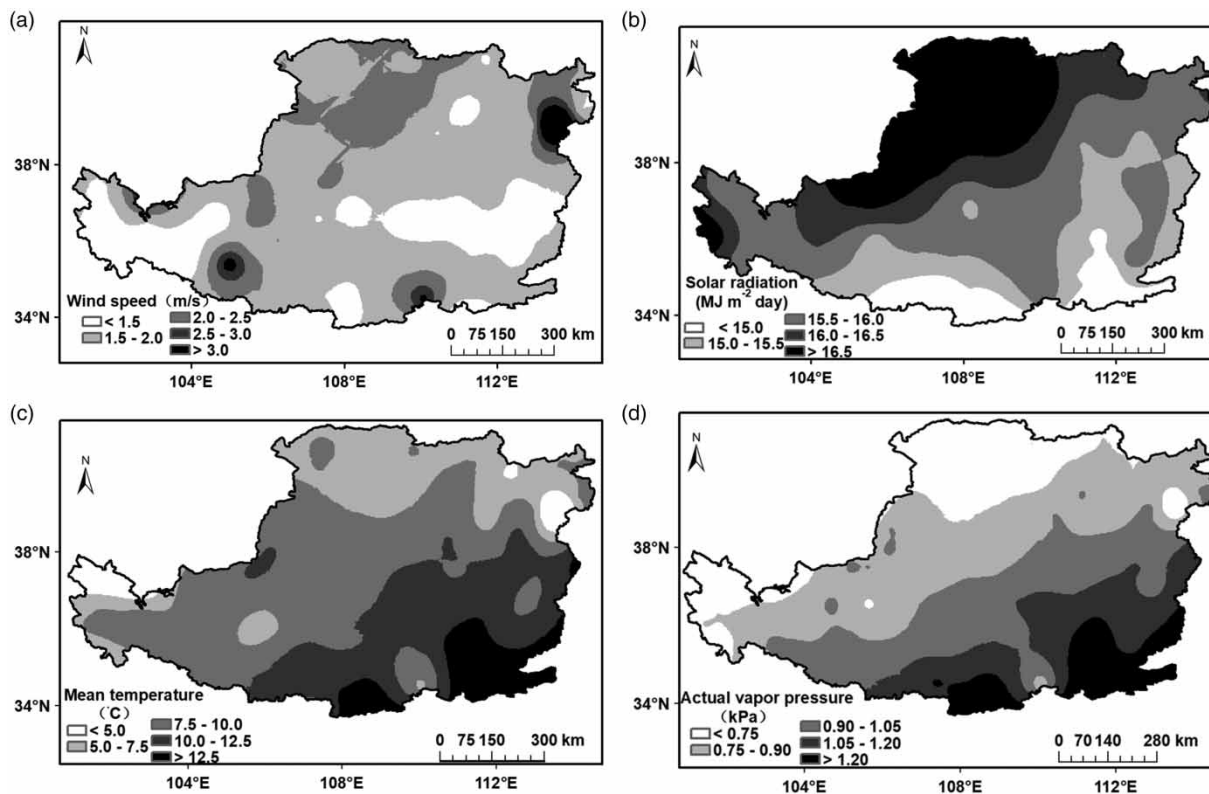 (a)
N
38°N
34°N
Wind speed (m/s)
< 1.5
1.5 - 2.0
2.0 - 2.5
2.5 - 3.0
> 3.0
0 75 150 300 km
104°E 108°E 112°E
(b)
N
38°N
34°N
Solar radiation
(MJ m⁻² day)
< 15.0
15.0 - 15.5
15.5 - 16.0
16.0 - 16.5
> 16.5
0 75 150 300 km
104°E 108°E 112°E
(c)
N
38°N
34°N
Mean temperature
(°C)
< 5.0
5.0 - 7.5
7.5 - 10.0
10.0 - 12.5
> 12.5
0 75 150 300 km
104°E 108°E 112°E
(d)
N
38°N
34°N
Actual vapor pressure
(kPa)
< 0.75
0.75 - 0.90
0.90 - 1.05
1.05 - 1.20
> 1.20
0 70 140 280 km
104°E 108°E 112°E